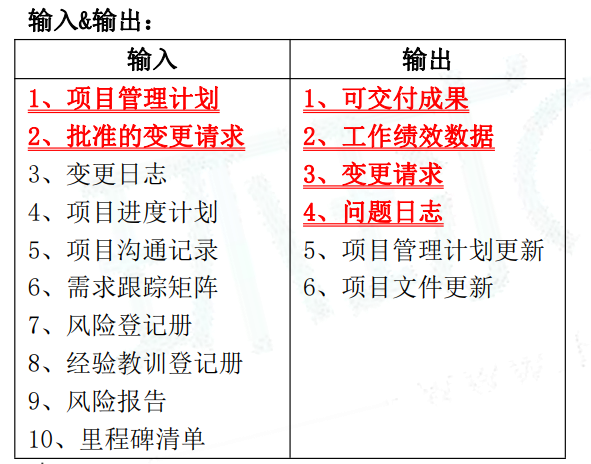 输入&输出：
输入
输出
1、项目管理计划
2、批准的变更请求
3、变更日志
4、项目进度计划
5、项目沟通记录
6、需求跟踪矩阵
7、风险登记册
8、经验教训登记册
9、风险报告
10、里程碑清单
1、可交付成果
2、工作绩效数据
3、变更请求
4、问题日志
5、项目管理计划更新
6、项目文件更新